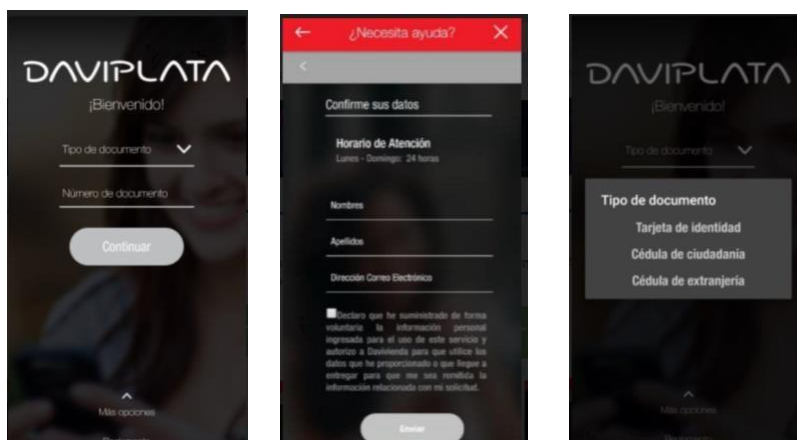 DAVIPLATA
¡Bienvenido!
Tipo de documento
Número de documento
Continuar
Más opciones
¿Necesita ayuda?
Confirme sus datos
Horario de Atención
Lunes - Domingo: 24 horas
Nombres
Apellidos
Dirección Correo Electrónico
Declaro que he suministrado de forma
voluntaria la información personal
ingresada para el uso de este servicio y
autorizo a Davivienda para que utilice los
datos que he proporcionado o que llegue a
entregar para que me sea remitida la
información relacionada con mi solicitud.
Enviar
DAVIPLATA
¡Bienvenido!
Tipo de documento
Tipo de documento
Tarjeta de identidad
Cédula de ciudadanía
Cédula de extranjería
Más opciones